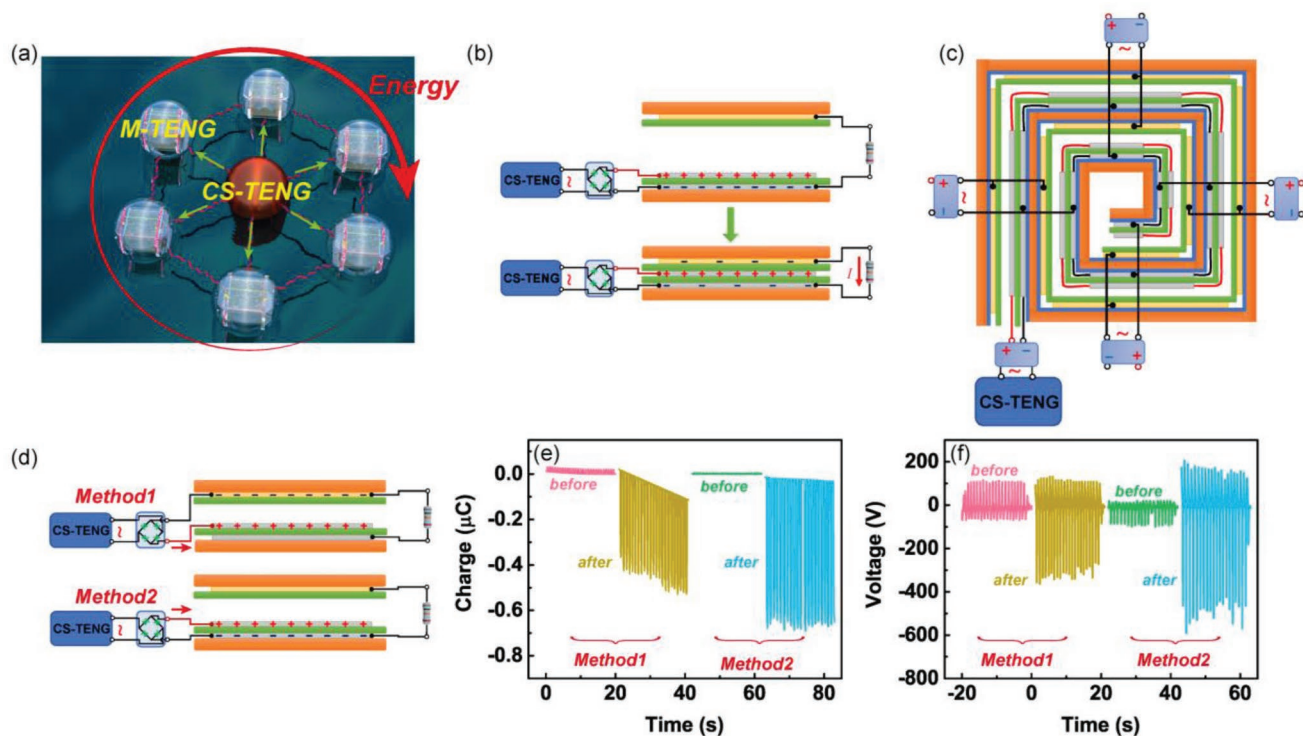 (a)
Energy
M-TENG
CS-TENG
(b)
CS-TENG
~
+ + + + + + + + +
- - - - - - -
CS-TENG
~
- - - - - - -
+ + + + + + + + +
- - - - - - -
I
(c)
+ -
~
+
~
-
+
~
-
~
- +
+ -
~
CS-TENG
(d)
Method1
CS-TENG
~
Method2
CS-TENG
~
(e)
Charge (μC)
0.0
-0.2
-0.4
-0.6
-0.8
before
after
before
after
Method1
Method2
0 20 40 60 80
Time (s)
(f)
Voltage (V)
200
0
-200
-400
-600
-800
before
after
before
after
Method1
Method2
-20 0 20 40 60
Time (s)